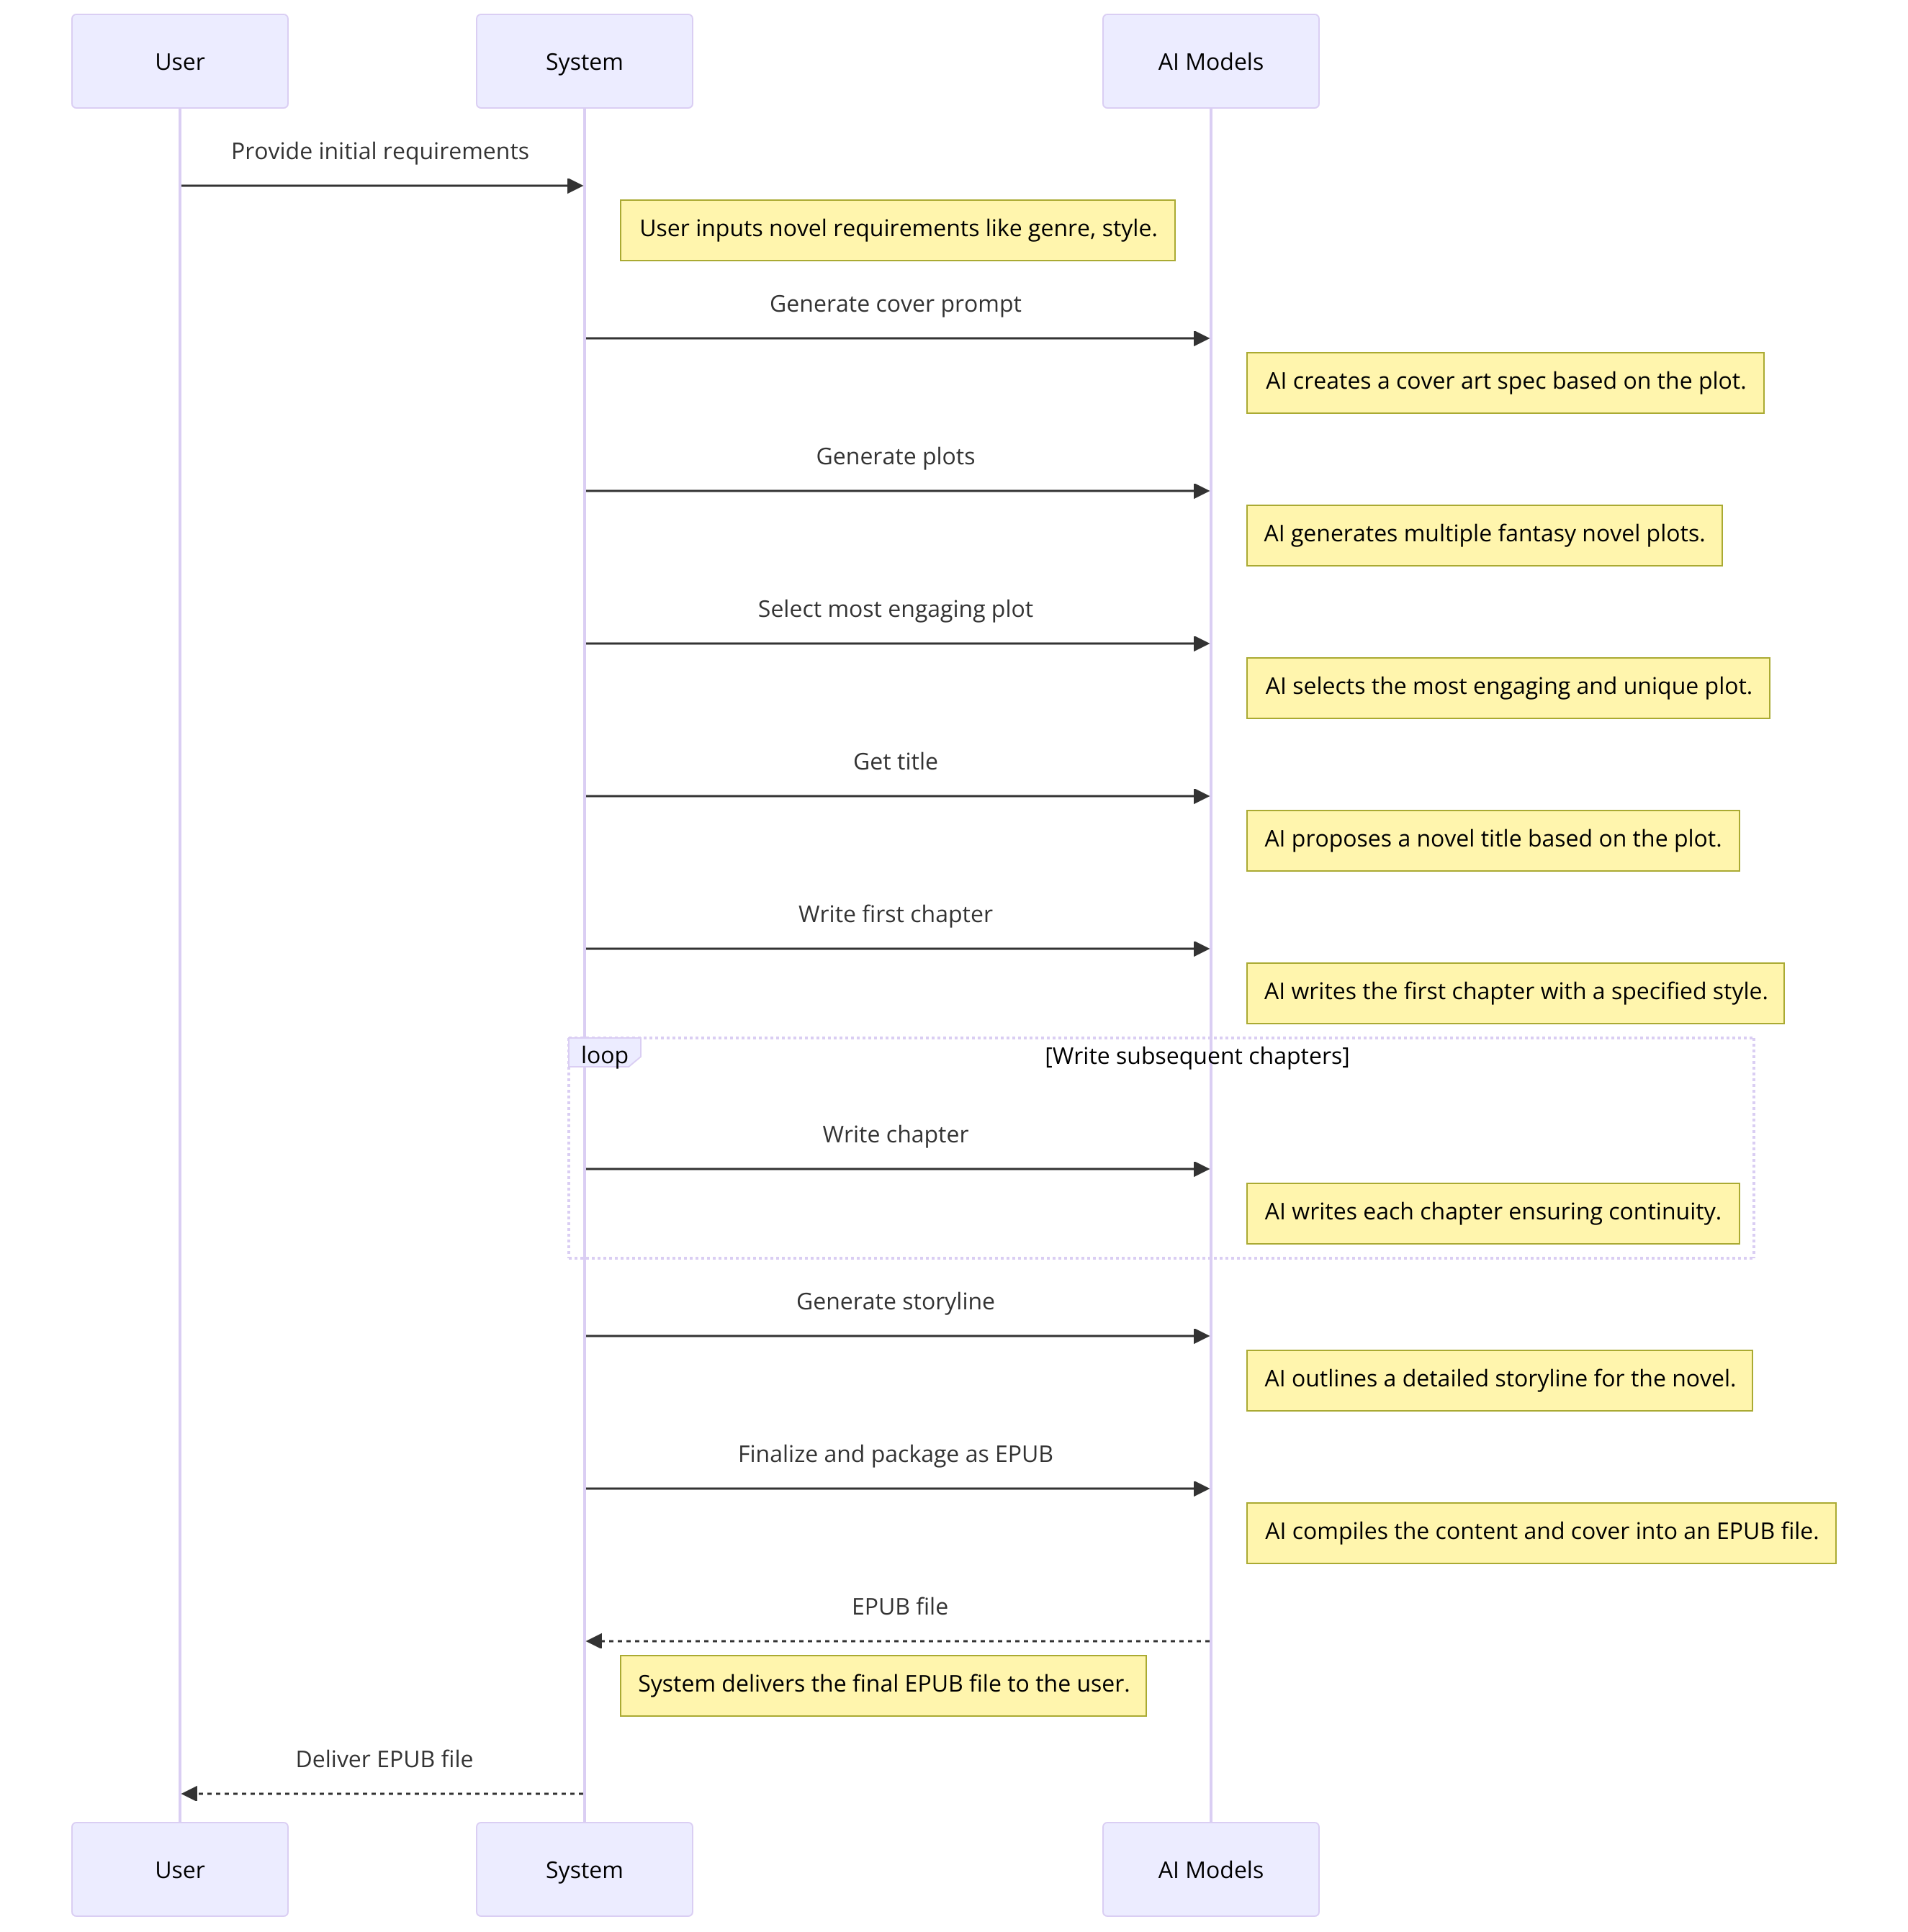 User
System
AI Models
Provide initial requirements
User inputs novel requirements like genre, style.
Generate cover prompt
AI creates a cover art spec based on the plot.
Generate plots
AI generates multiple fantasy novel plots.
Select most engaging plot
AI selects the most engaging and unique plot.
Get title
AI proposes a novel title based on the plot.
Write first chapter
AI writes the first chapter with a specified style.
loop
[Write subsequent chapters]
Write chapter
AI writes each chapter ensuring continuity.
Generate storyline
AI outlines a detailed storyline for the novel.
Finalize and package as EPUB
AI compiles the content and cover into an EPUB file.
EPUB file
System delivers the final EPUB file to the user.
Deliver EPUB file
User
System
AI Models